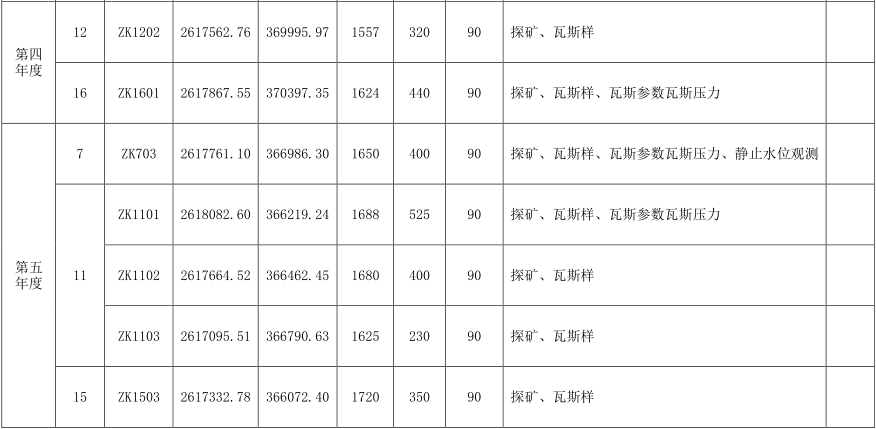 第四年度 12 ZK1202 2617562.76 369995.97 1557 320 90 探矿、瓦斯样
16 ZK1601 2617867.55 370397.35 1624 440 90 探矿、瓦斯样、瓦斯参数瓦斯压力
第五年度 7 ZK703 2617761.10 366986.30 1650 400 90 探矿、瓦斯样、瓦斯参数瓦斯压力、静止水位观测
11 ZK1101 2618082.60 366219.24 1688 525 90 探矿、瓦斯样、瓦斯参数瓦斯压力
ZK1102 2617664.52 366462.45 1680 400 90 探矿、瓦斯样
ZK1103 2617095.51 366790.63 1625 230 90 探矿、瓦斯样
15 ZK1503 2617332.78 366072.40 1720 350 90 探矿、瓦斯样